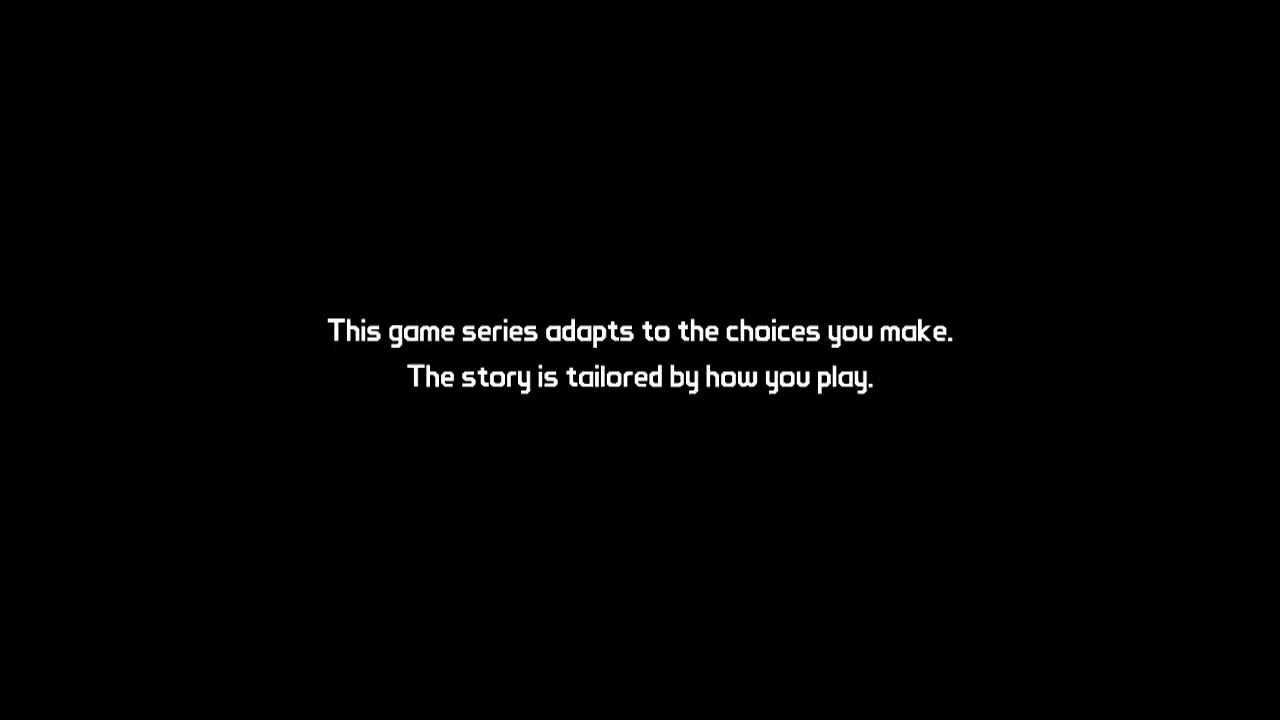 This game series adapts to the choices you make.
The story is tailored by how you play.